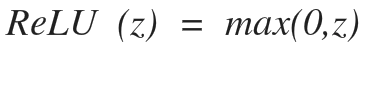 ReLU (z) = max(0,z)